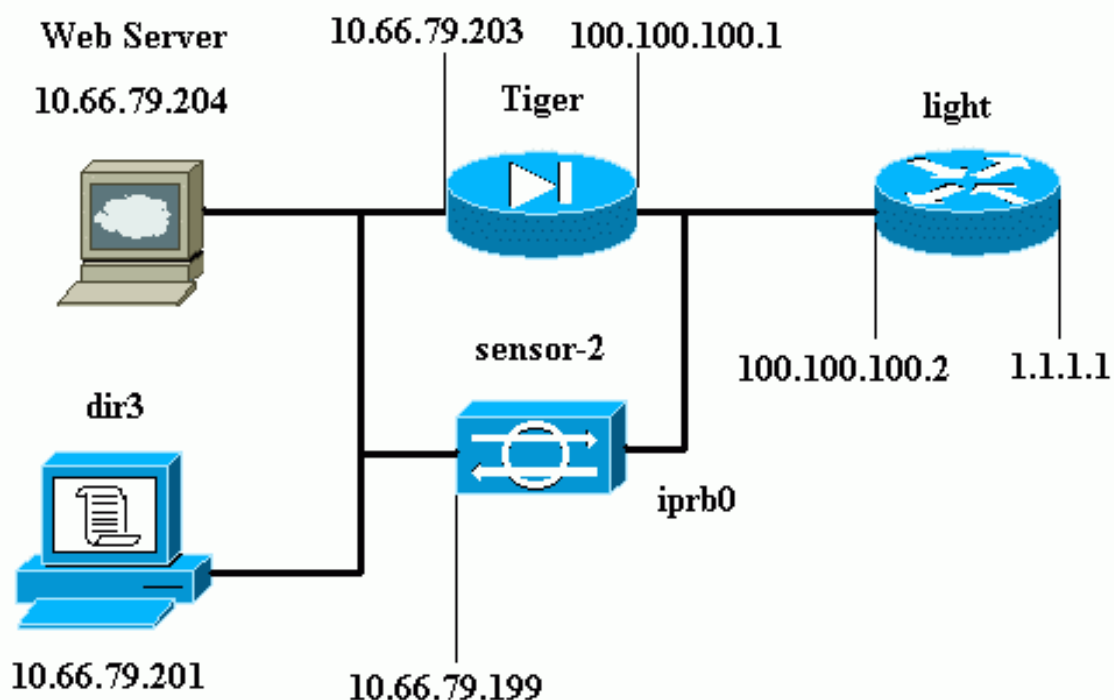 Web Server
10.66.79.204
10.66.79.203
100.100.100.1
Tiger
light
sensor-2
100.100.100.2
1.1.1.1
dir3
iprb0
10.66.79.201
10.66.79.199